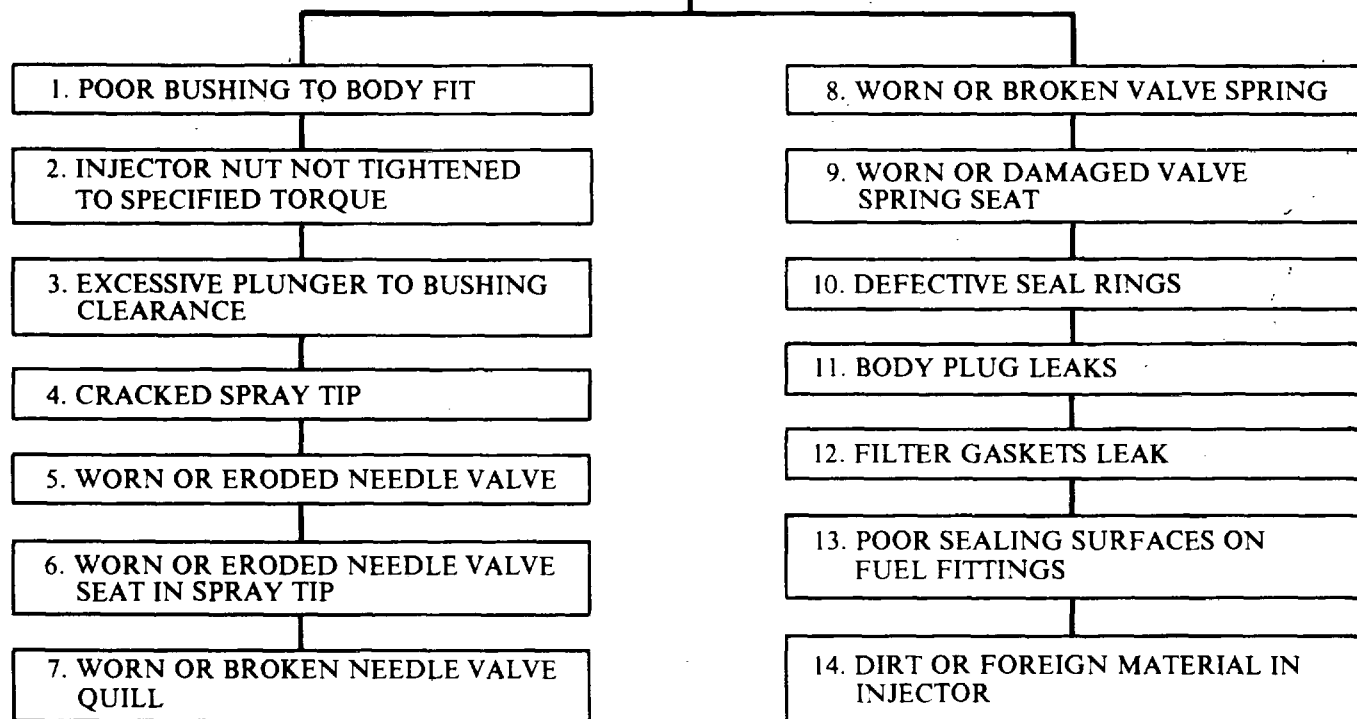 1. POOR BUSHING TO BODY FIT
2. INJECTOR NUT NOT TIGHTENED
TO SPECIFIED TORQUE
3. EXCESSIVE PLUNGER TO BUSHING
CLEARANCE
4. CRACKED SPRAY TIP
5. WORN OR ERODED NEEDLE VALVE
6. WORN OR ERODED NEEDLE VALVE
SEAT IN SPRAY TIP
7. WORN OR BROKEN NEEDLE VALVE
QUILL
8. WORN OR BROKEN VALVE SPRING
9. WORN OR DAMAGED VALVE
SPRING SEAT
10. DEFECTIVE SEAL RINGS
11. BODY PLUG LEAKS
12. FILTER GASKETS LEAK
13. POOR SEALING SURFACES ON
FUEL FITTINGS
14. DIRT OR FOREIGN MATERIAL IN
INJECTOR